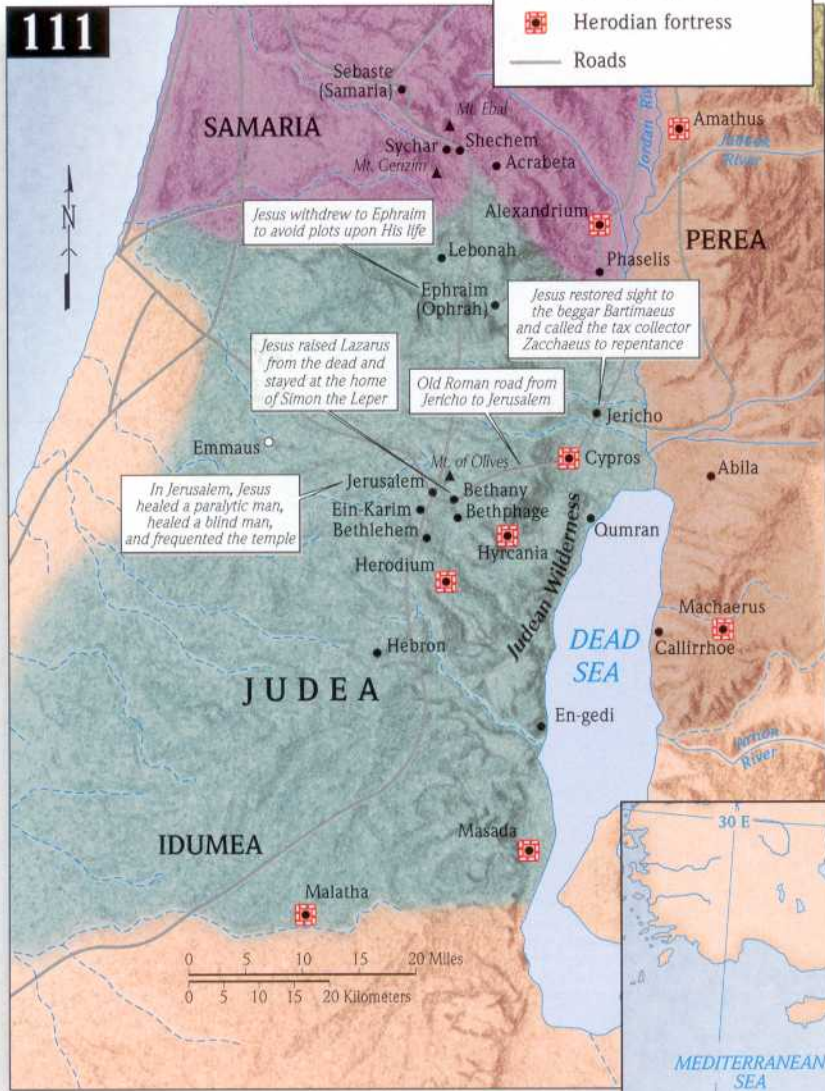 111
Herodian fortress
Roads
Sebaste
(Samaria)
Mt. Ebal
SAMARIA
Sychar
Shechem
Mt. Gerizim
Acrabeta
Amathus
Jordan
Jabbok
River
Jesus withdrew to Ephraim
to avoid plots upon His life
Alexandrium
PEREA
Lebonah
Phaselis
Ephraim
(Ophrah)
Jesus restored sight to
the beggar Bartimaeus
and called the tax collector
Zacchaeus to repentance
Jesus raised Lazarus
from the dead and
stayed at the home
of Simon the Leper
Old Roman road from
Jericho to Jerusalem
Jericho
Emmaus
Mt. of Olives
Cypros
Abila
In Jerusalem, Jesus
healed a paralytic man,
healed a blind man,
and frequented the temple
Jerusalem
Bethany
Ein-Karim
Bethphage
Bethlehem
Qumran
Hyrcania
Herodium
Judean Wilderness
Machaerus
DEAD
SEA
Callirrhoe
Hebron
JUDEA
En-gedi
Arnon
River
IDUMEA
Masada
Malatha
30 E
0 5 10 15 20 Miles
0 5 10 15 20 Kilometers
MEDITERRANEAN
SEA